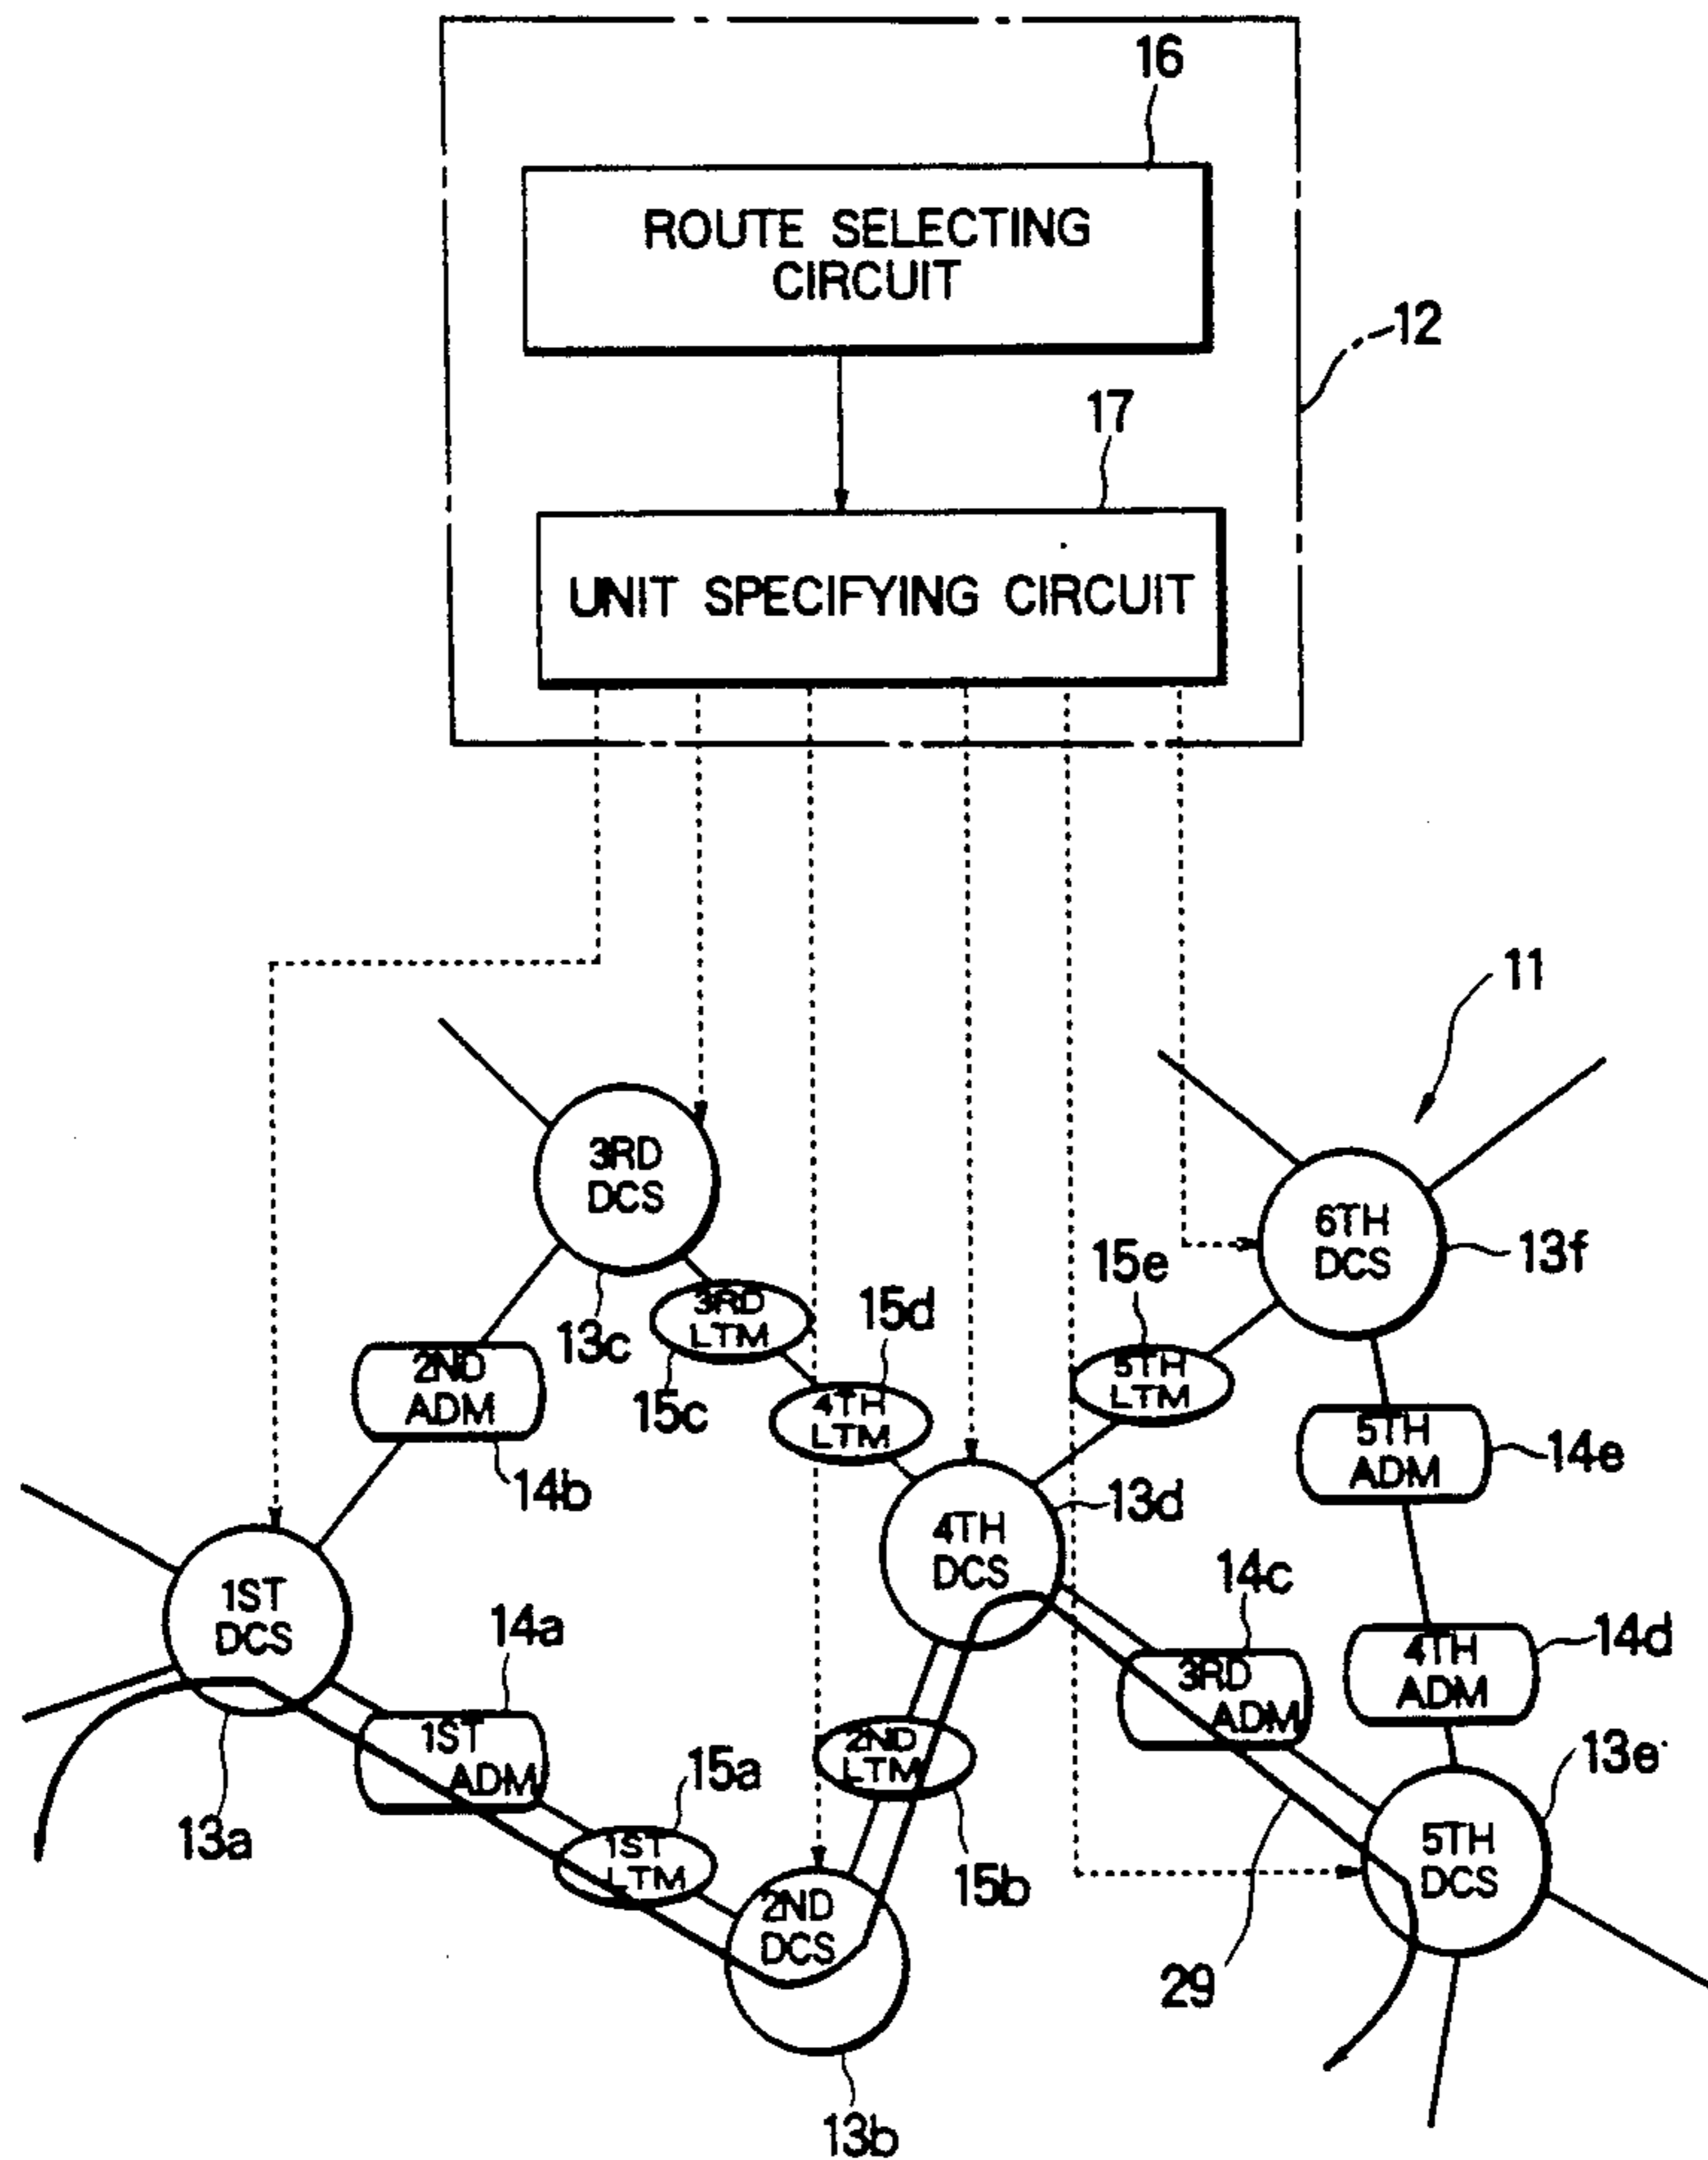 16
ROUTE SELECTING
CIRCUIT
12
17
UNIT SPECIFYING CIRCUIT
11
3RD
DCS
6TH
DCS
13f
15e
15d
3RD
LTM
13c
5TH
LTM
2ND
ADM
15c
4TH
LTM
5TH
ADM
14e
14b
13d
4TH
DCS
14c
1ST
DCS
14a
14d
4TH
ADM
3RD
ADM
1ST
ADM
15a
2ND
LTM
13e
13a
1ST
LTM
5TH
DCS
15b
2ND
DCS
29
13b